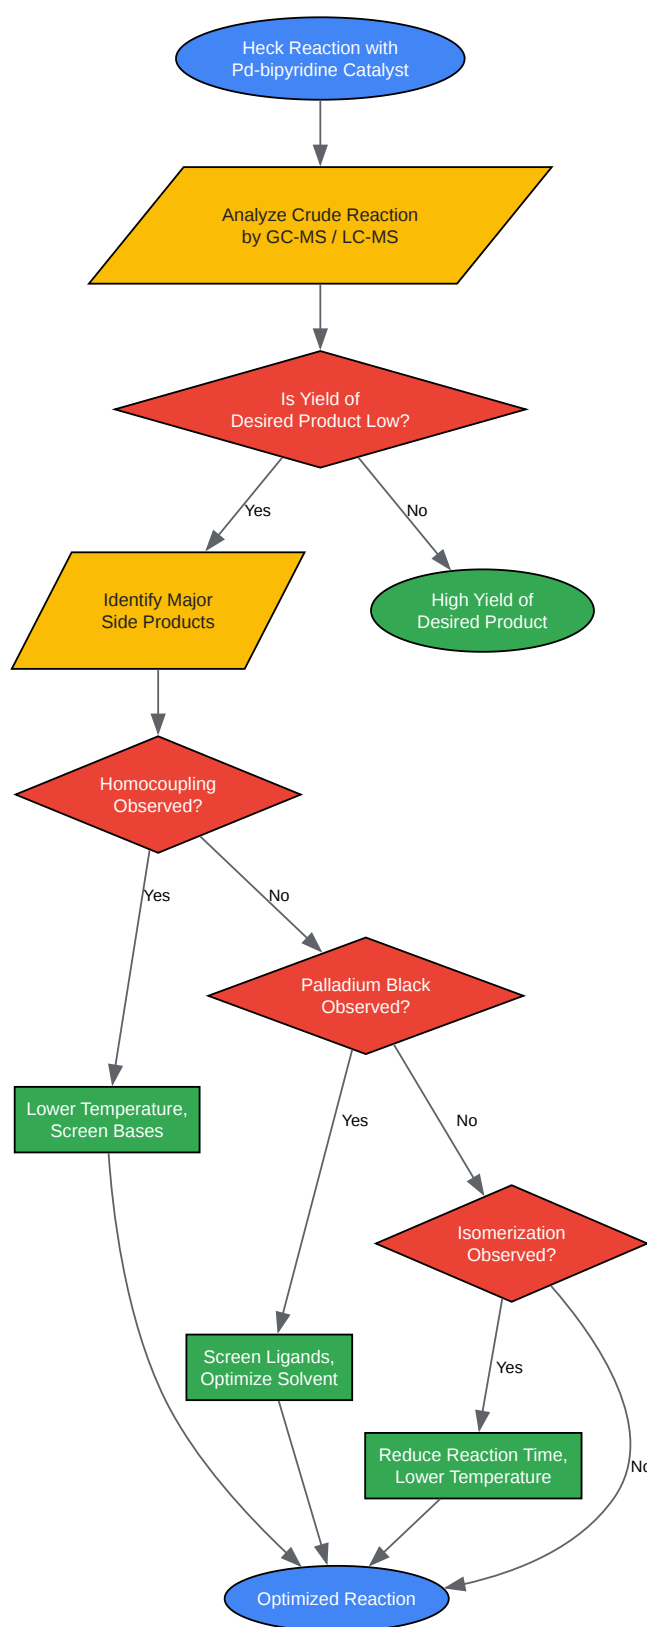 Heck Reaction with
Pd-bipyridine Catalyst
Analyze Crude Reaction
by GC-MS / LC-MS
Is Yield of
Desired Product Low?
Yes
No
Identify Major
Side Products
High Yield of
Desired Product
Homocoupling
Observed?
Yes
No
Palladium Black
Observed?
Lower Temperature,
Screen Bases
Yes
No
Isomerization
Observed?
Screen Ligands,
Optimize Solvent
Yes
Reduce Reaction Time,
Lower Temperature
No
Optimized Reaction